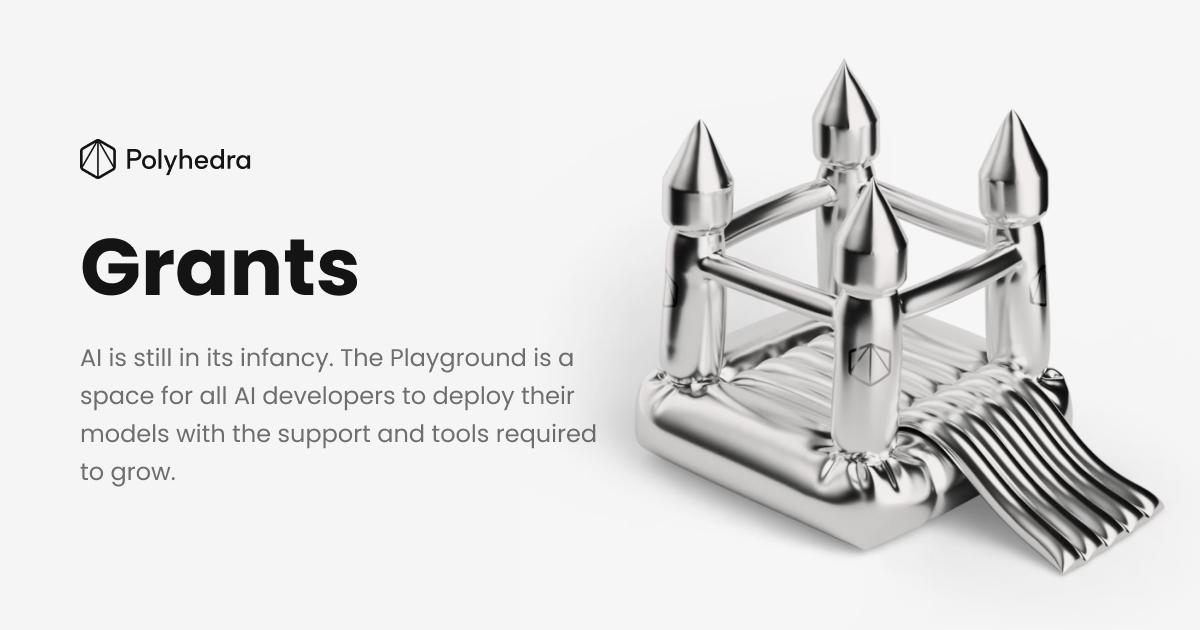 Polyhedra
Grants
AI is still in its infancy. The Playground is a
space for all AI developers to deploy their
models with the support and tools required
to grow.